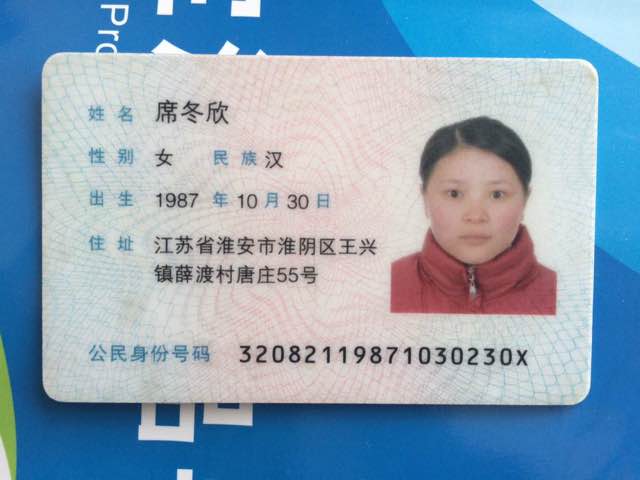 Pro
姓名 席冬欣
性别 女 民族 汉
出生 1987 年 10 月 30 日
住址 江苏省淮安市淮阴区王兴
镇薛渡村唐庄55号
公民身份号码 32082119871030230X